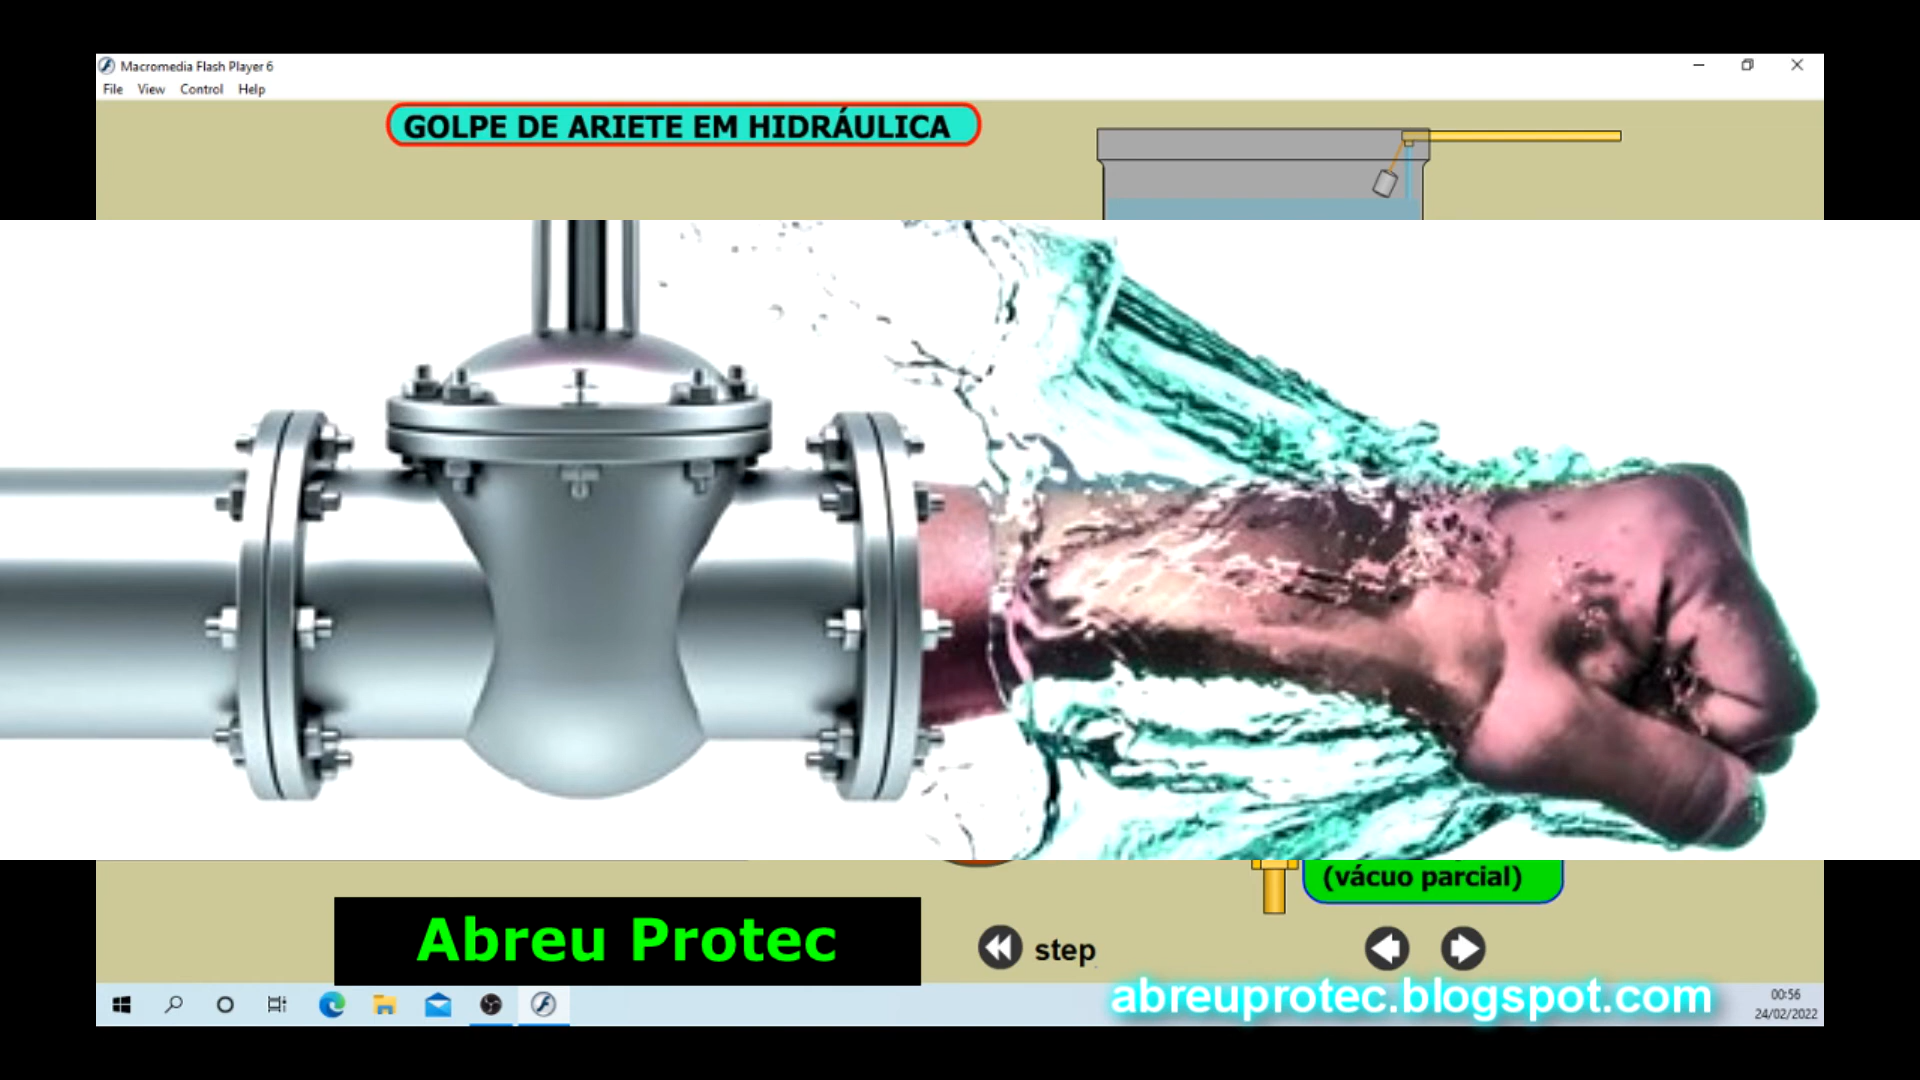 Macromedia Flash Player 6
File View Control Help
GOLPE DE ARIETE EM HIDRÁULICA
(vácuo parcial)
Abreu Protec
step
abreuprotec.blogspot.com
00:56
24/02/2022